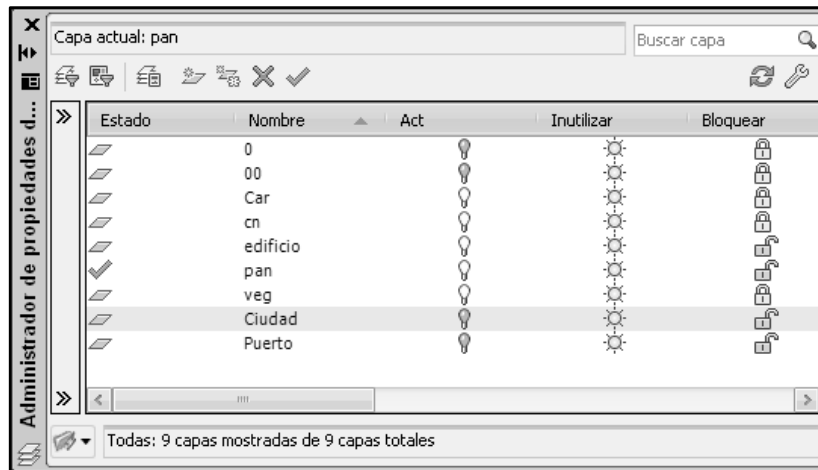 Capa actual: pan
Buscar capa
Administrador de propiedades d...
Estado Nombre Act Inutilizar Bloquear
0
00
Car
cn
edificio
pan
veg
Ciudad
Puerto
Todas: 9 capas mostradas de 9 capas totales